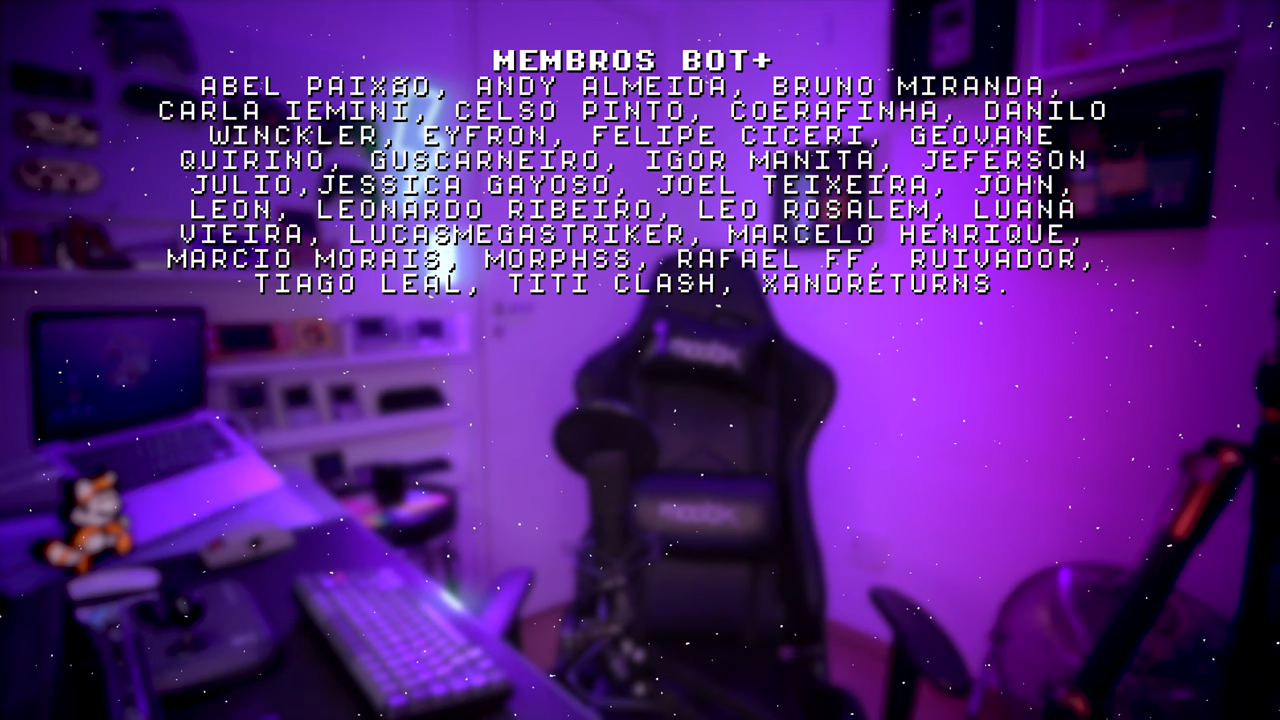 MEMBROS BOT+
ABEL PAIXÃO, ANDY ALMEIDA, BRUNO MIRANDA,
CARLA IEMINI, CELSO PINTO, COERAFINHA, DANILO
WINCKLER, EYFRON, FELIPE CICERI, GEOVANE
QUIRINO, GUSCARNEIRO, IGOR MANITA, JEFERSON
JULIO,JESSICA GAYOSO, JOEL TEIXEIRA, JOHN,
LEON, LEONARDO RIBEIRO, LEO ROSALEM, LUANA
VIEIRA, LUCASMEGASTRIKER, MARCELO HENRIQUE,
MARCIO MORAIS, MORPHSS, RAFAEL FF, RUIVADOR,
TIAGO LEAL, TITI CLASH, XANDRETURNS.